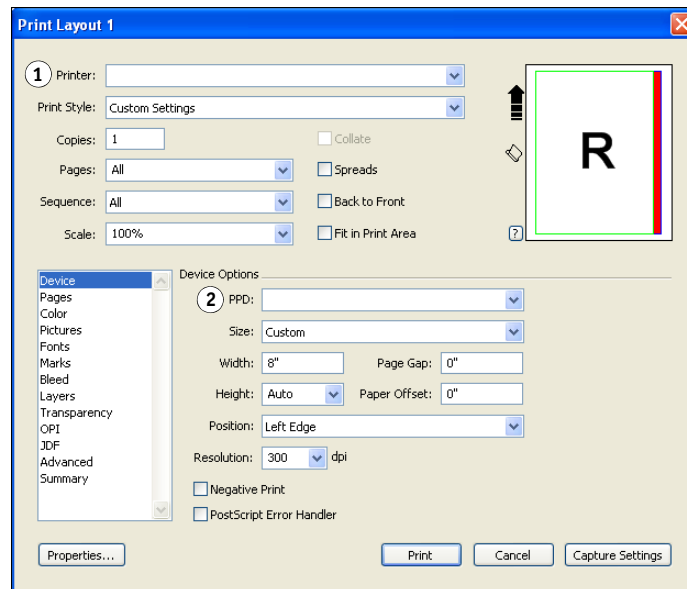 Print Layout 1
1 Printer:
Print Style: Custom Settings
Copies: 1 Collate
Pages: All Spreads
Sequence: All Back to Front
Scale: 100% Fit in Print Area
R
?
Device
Pages
Color
Pictures
Fonts
Marks
Bleed
Layers
Transparency
OPI
JDF
Advanced
Summary
Device Options
2 PPD:
Size: Custom
Width: 8" Page Gap: 0"
Height: Auto Paper Offset: 0"
Position: Left Edge
Resolution: 300 dpi
Negative Print
PostScript Error Handler
Properties... Print Cancel Capture Settings